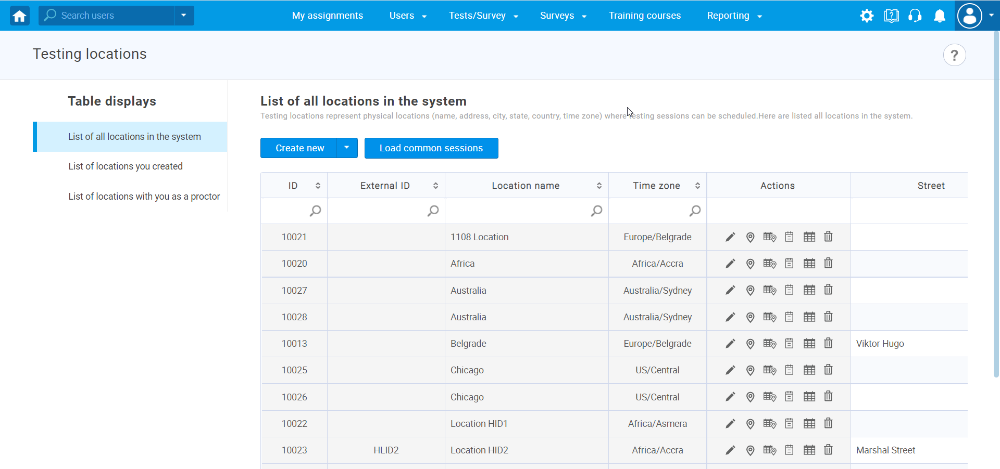 Search users
My assignments
Users
Tests/Survey
Surveys
Training courses
Reporting
Testing locations
?
Table displays
List of all locations in the system
List of locations you created
List of locations with you as a proctor
List of all locations in the system
Testing locations represent physical locations (name, address, city, state, country, time zone) where testing sessions can be scheduled.Here are listed all locations in the system.
Create new
Load common sessions
ID External ID Location name Time zone Actions Street
10021 1108 Location Europe/Belgrade
10020 Africa Africa/Accra
10027 Australia Australia/Sydney
10028 Australia Australia/Sydney
10013 Belgrade Europe/Belgrade Viktor Hugo
10025 Chicago US/Central
10026 Chicago US/Central
10022 Location HID1 Africa/Asmera
10023 HLID2 Location HID2 Africa/Accra Marshal Street